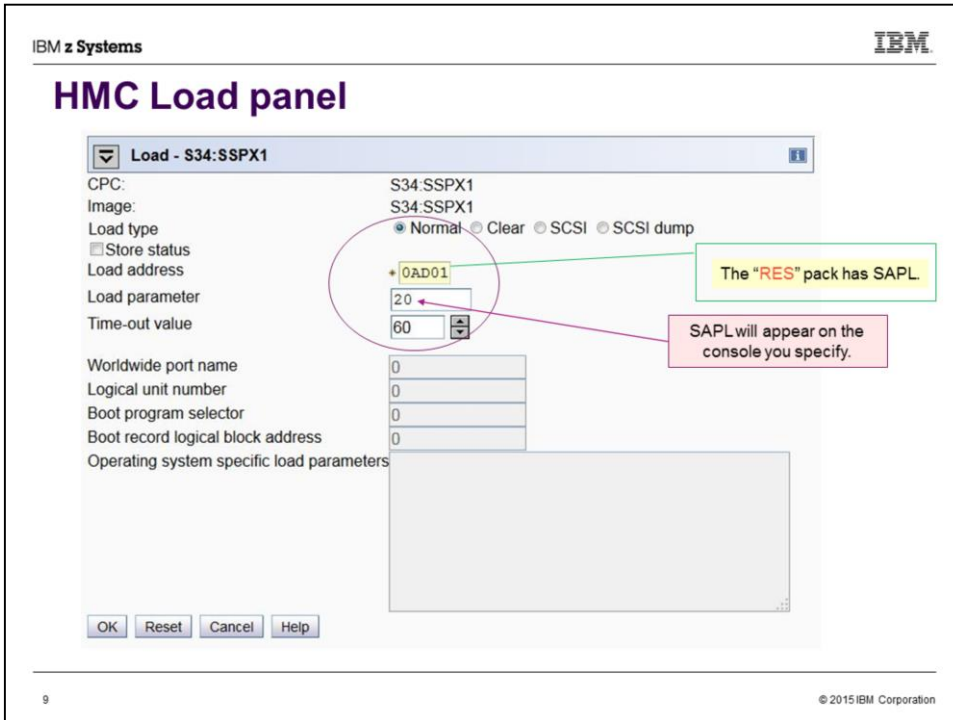 IBM z Systems
IBM
HMC Load panel
Load - S34:SSPX1
CPC: S34:SSPX1
Image: S34:SSPX1
Load type Normal Clear SCSI SCSI dump
Store status
Load address 0AD01
Load parameter 20
Time-out value 60
The “RES” pack has SAPL.
SAPL will appear on the
console you specify.
Worldwide port name 0
Logical unit number 0
Boot program selector 0
Boot record logical block address 0
Operating system specific load parameters
OK Reset Cancel Help
9
© 2015 IBM Corporation